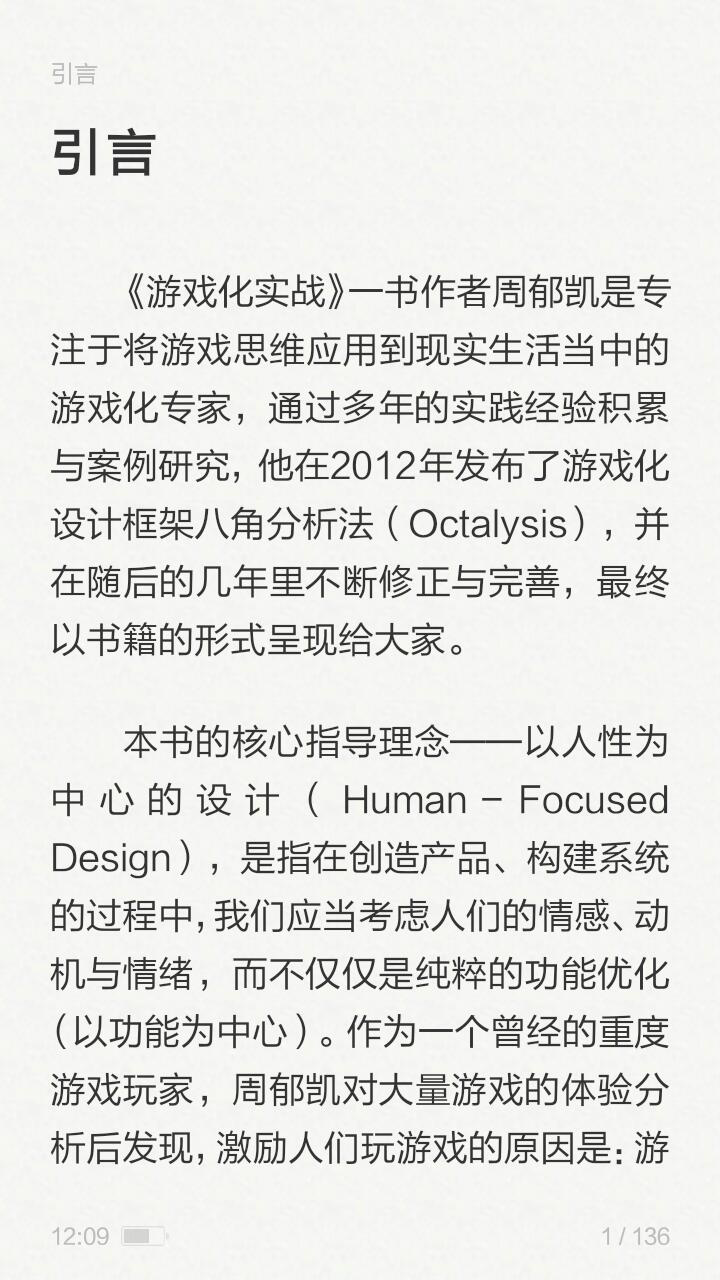 引言
引言
《游戏化实战》一书作者周郁凯是专
注于将游戏思维应用到现实生活当中的
游戏化专家，通过多年的实践经验积累
与案例研究，他在2012年发布了游戏化
设计框架八角分析法（Octalysis），并
在随后的几年里不断修正与完善，最终
以书籍的形式呈现给大家。
本书的核心指导理念——以人性为
中心的设计（Human – Focused
Design），是指在创造产品、构建系统
的过程中，我们应当考虑人们的情感、动
机与情绪，而不仅仅是纯粹的功能优化
（以功能为中心）。作为一个曾经的重度
游戏玩家，周郁凯对大量游戏的体验分
析后发现，激励人们玩游戏的原因是：游
12:09
1 / 136